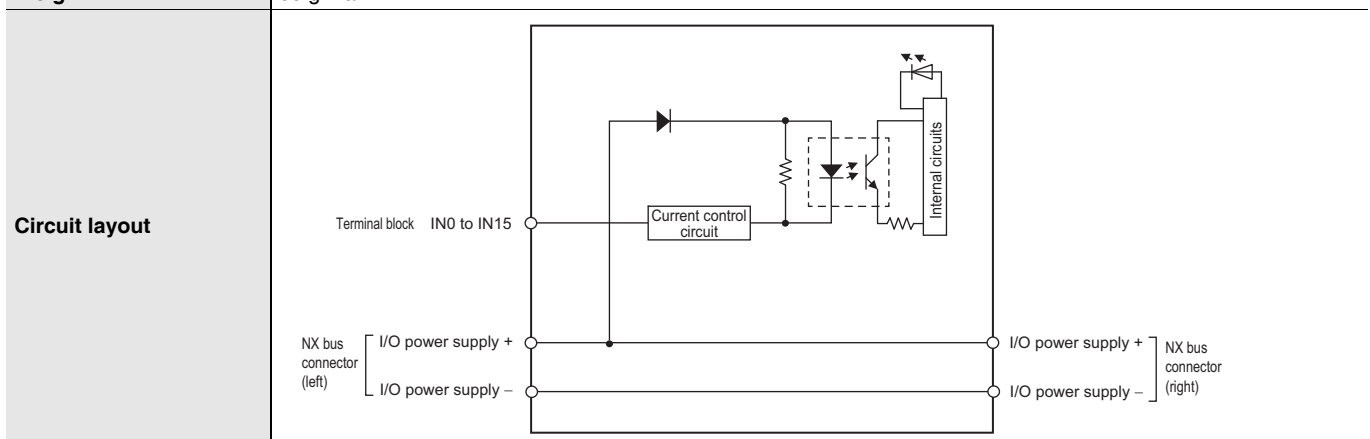 Circuit layout
Terminal block IN0 to IN15
Current control
circuit
Internal circuits
NX bus
connector
(left)
I/O power supply +
I/O power supply −
I/O power supply +
I/O power supply −
NX bus
connector
(right)